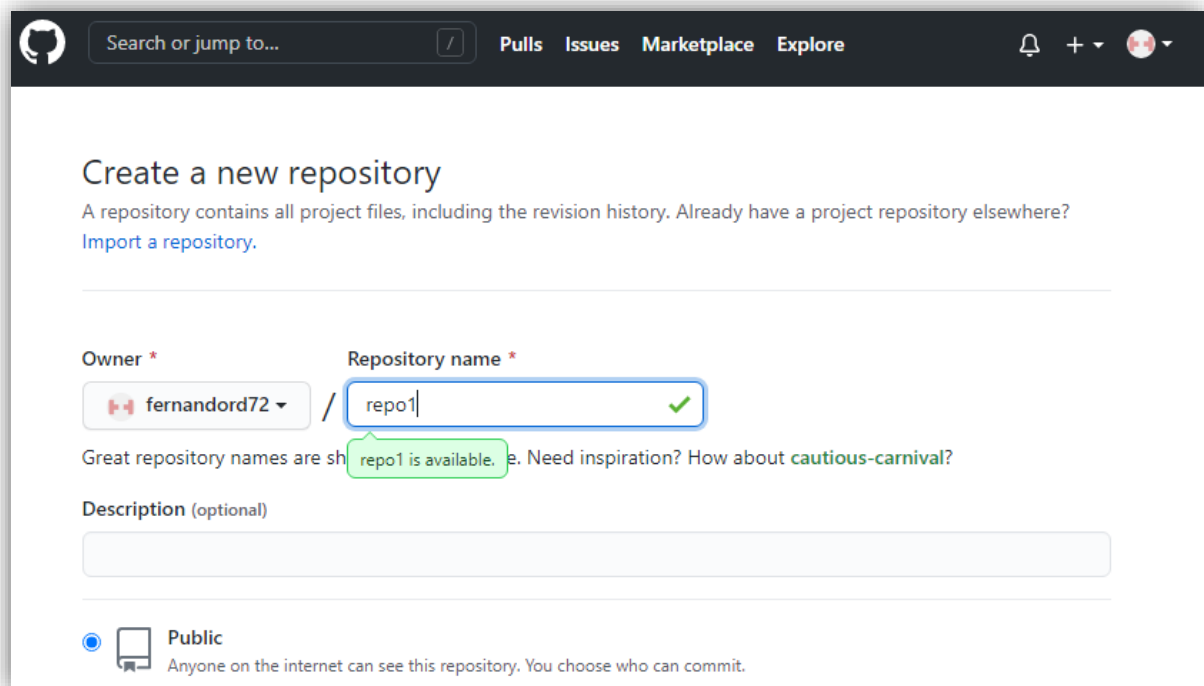 Search or jump to... /
Pulls Issues Marketplace Explore
Create a new repository
A repository contains all project files, including the revision history. Already have a project repository elsewhere?
Import a repository.
Owner * Repository name *
fernandord72 / repo1
Great repository names are sh repo1 is available. e. Need inspiration? How about cautious-carnival?
Description (optional)
Public
Anyone on the internet can see this repository. You choose who can commit.